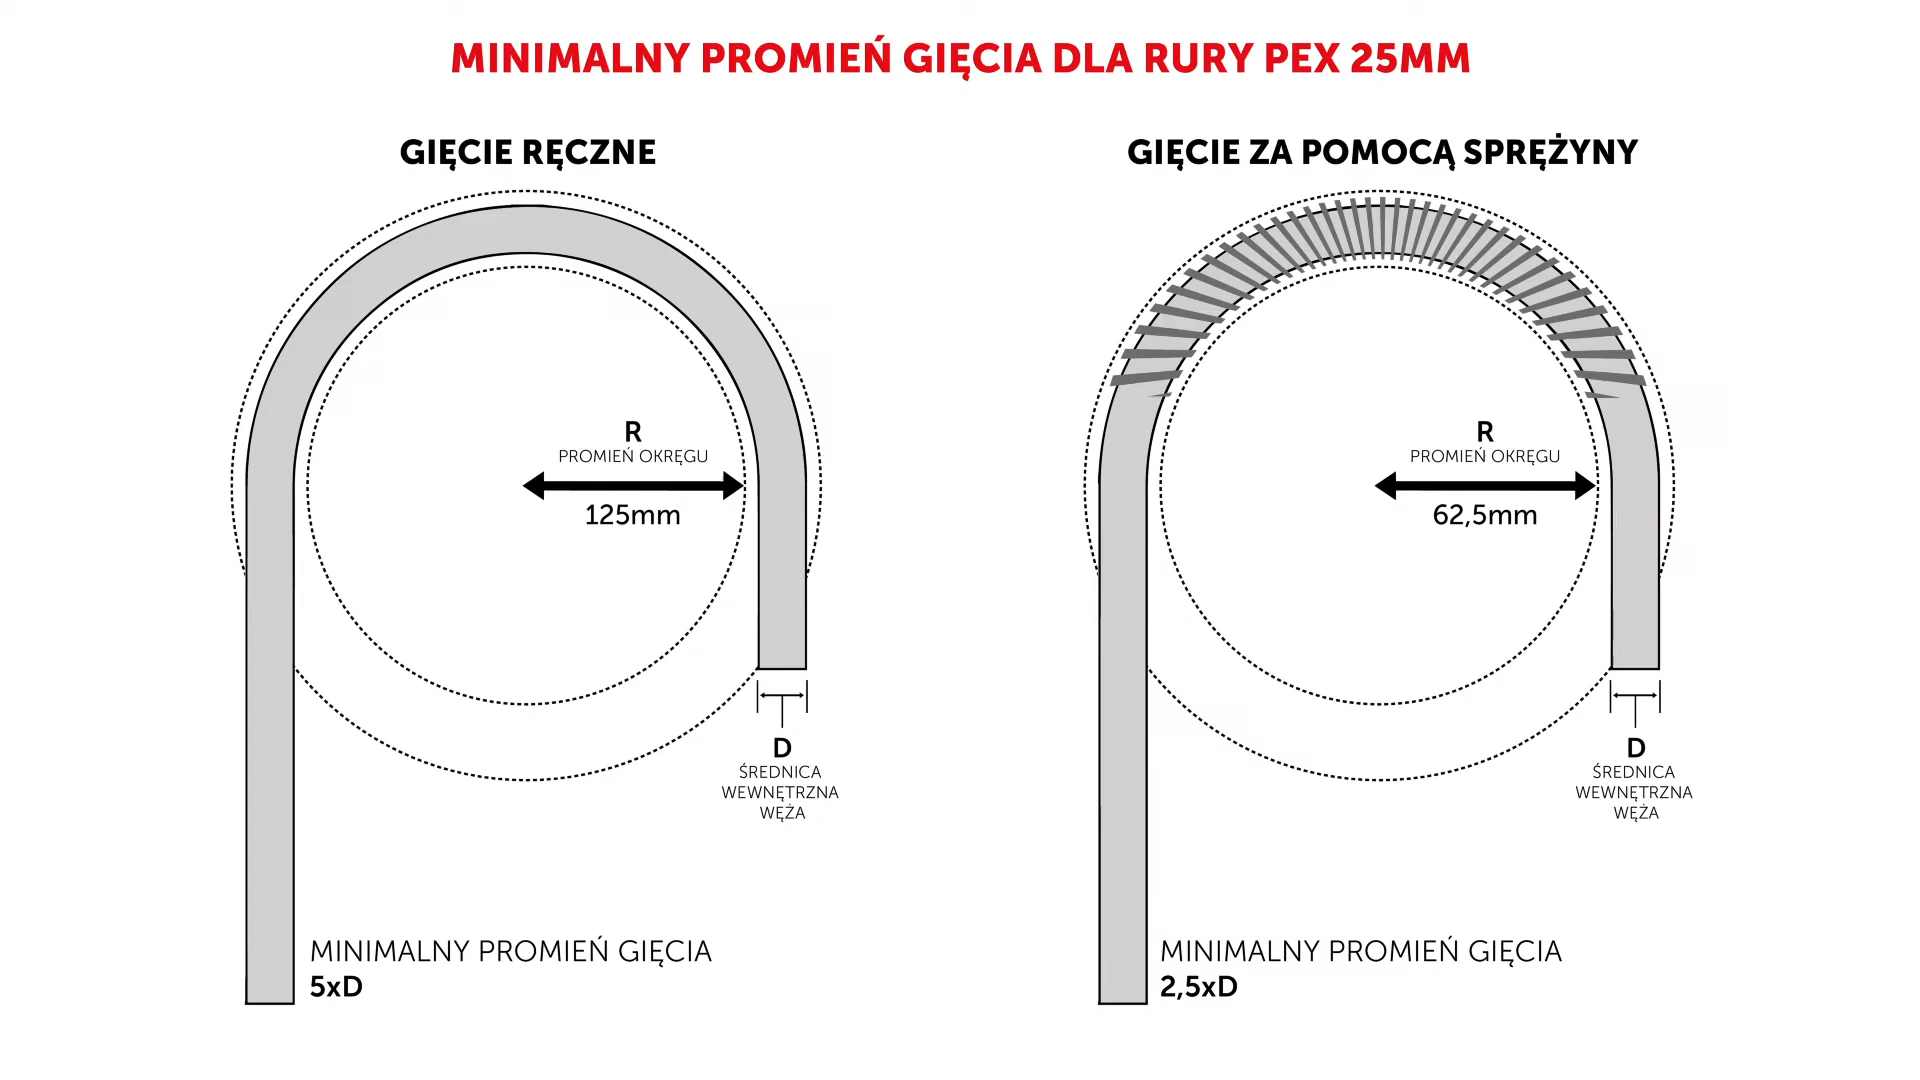 MINIMALNY PROMIEŃ GIĘCIA DLA RURY PEX 25MM
GIĘCIE RĘCZNE
R
PROMIEŃ OKRĘGU
125mm
D
ŚREDNICA
WEWNĘTRZNA
WĘŻA
MINIMALNY PROMIEŃ GIĘCIA
5xD
GIĘCIE ZA POMOCĄ SPRĘŻYNY
R
PROMIEŃ OKRĘGU
62,5mm
D
ŚREDNICA
WEWNĘTRZNA
WĘŻA
MINIMALNY PROMIEŃ GIĘCIA
2,5xD